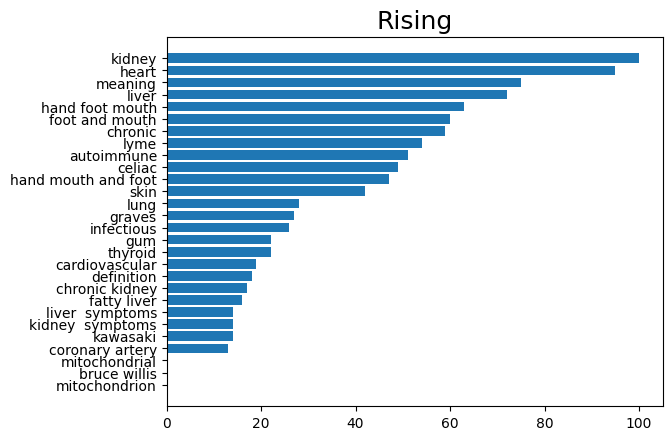 Rising
kidney
heart
meaning
liver
hand foot mouth
foot and mouth
chronic
lyme
autoimmune
celiac
hand mouth and foot
skin
lung
graves
infectious
gum
thyroid
cardiovascular
definition
chronic kidney
fatty liver
liver  symptoms
kidney  symptoms
kawasaki
coronary artery
mitochondrial
bruce willis
mitochondrion
0 20 40 60 80 100